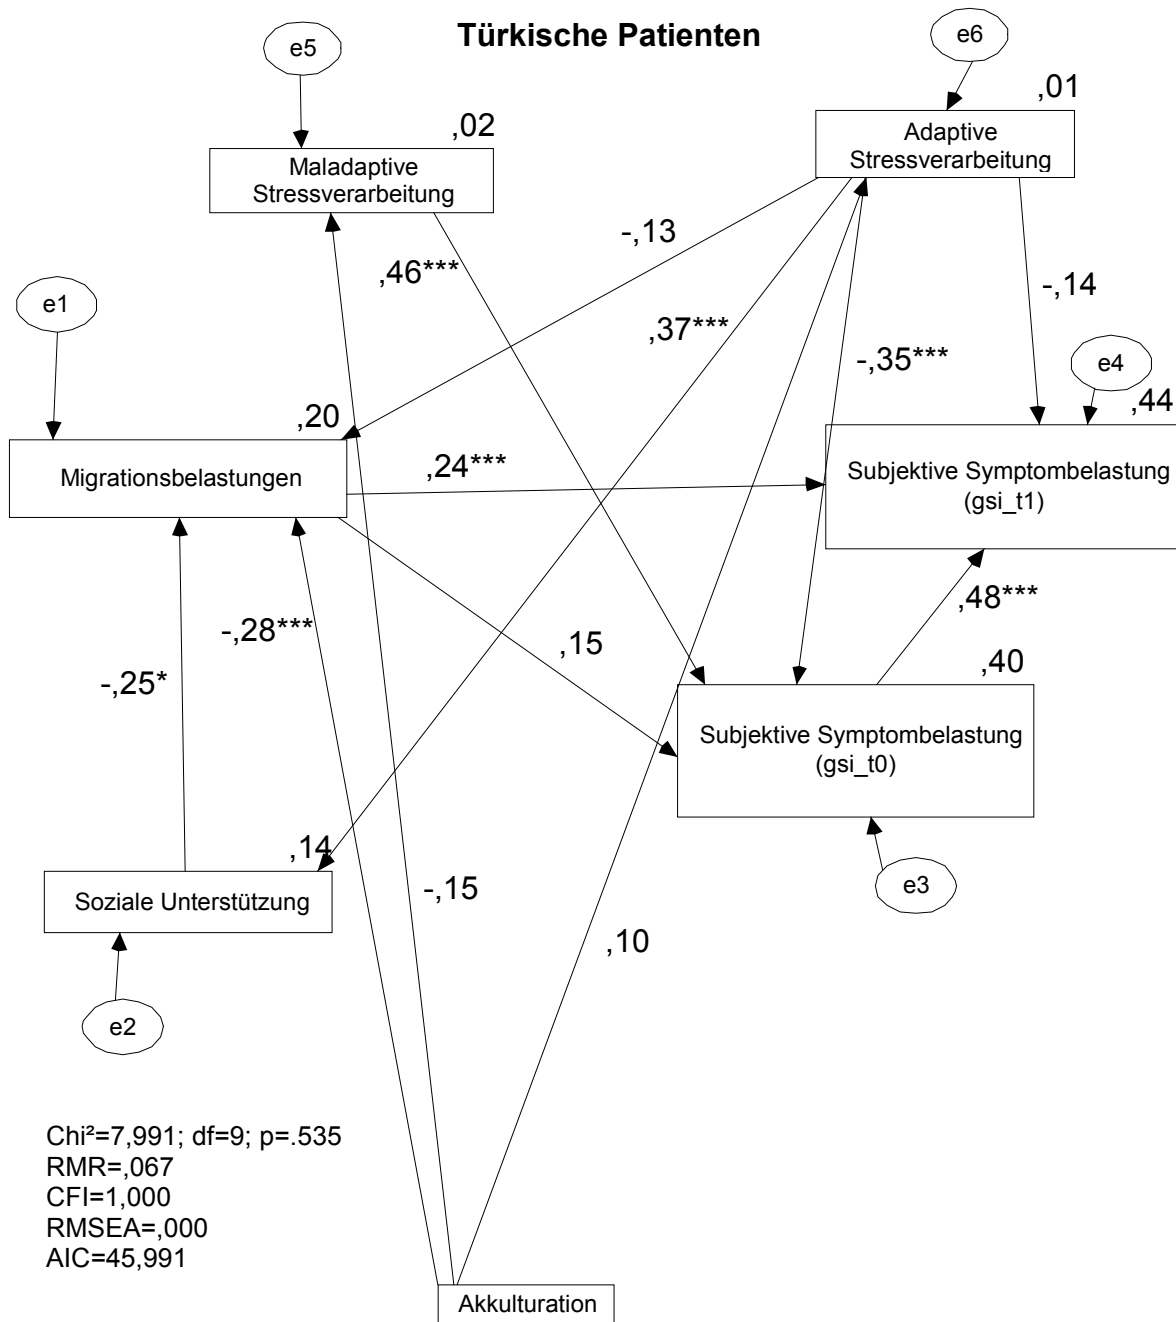 Türkische Patienten
e5
e6
,02
,01
Maladaptive
Stressverarbeitung
Adaptive
Stressverarbeitung
-,13
,46***
e1
,37***
-,14
-,35***
e4
,20
,44
Migrationsbelastungen
,24***
Subjektive Symptombelastung
(gsi_t1)
-,28***
,48***
,15
-,25*
,40
Subjektive Symptombelastung
(gsi_t0)
,14
Soziale Unterstützung
-,15
e3
,10
e2
Chi²=7,991; df=9; p=.535
RMR=,067
CFI=1,000
RMSEA=,000
AIC=45,991
Akkulturation